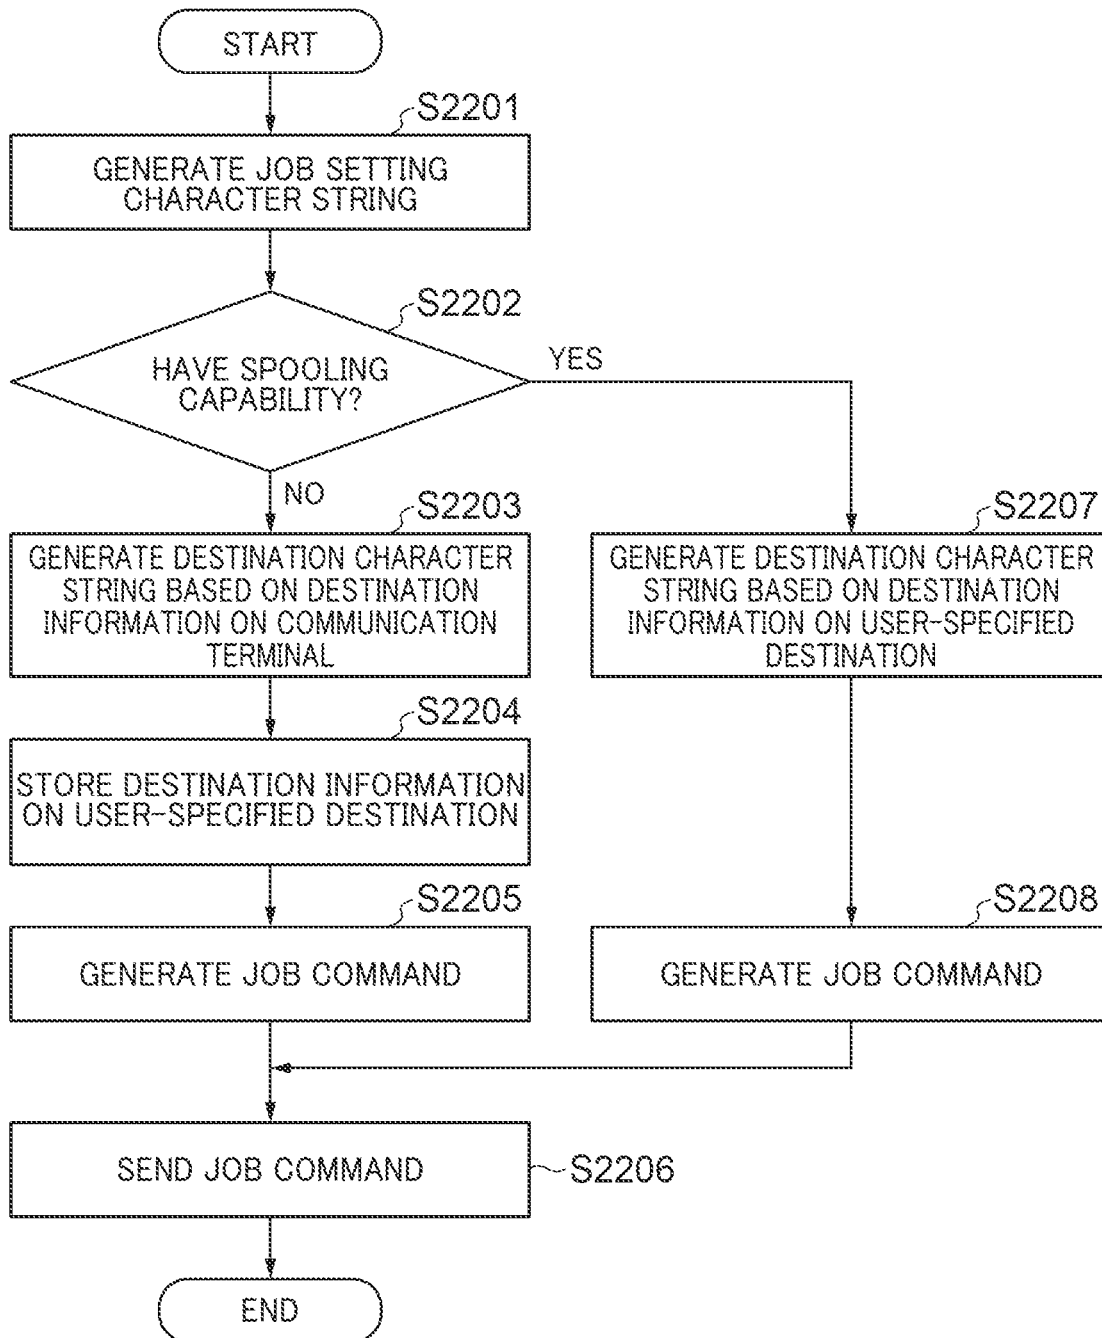 START
S2201
GENERATE JOB SETTING
CHARACTER STRING
S2202
HAVE SPOOLING
CAPABILITY?
YES
NO
S2203
GENERATE DESTINATION CHARACTER
STRING BASED ON DESTINATION
INFORMATION ON COMMUNICATION
TERMINAL
S2207
GENERATE DESTINATION CHARACTER
STRING BASED ON DESTINATION
INFORMATION ON USER-SPECIFIED
DESTINATION
S2204
STORE DESTINATION INFORMATION
ON USER-SPECIFIED DESTINATION
S2205
GENERATE JOB COMMAND
S2208
GENERATE JOB COMMAND
SEND JOB COMMAND
S2206
END